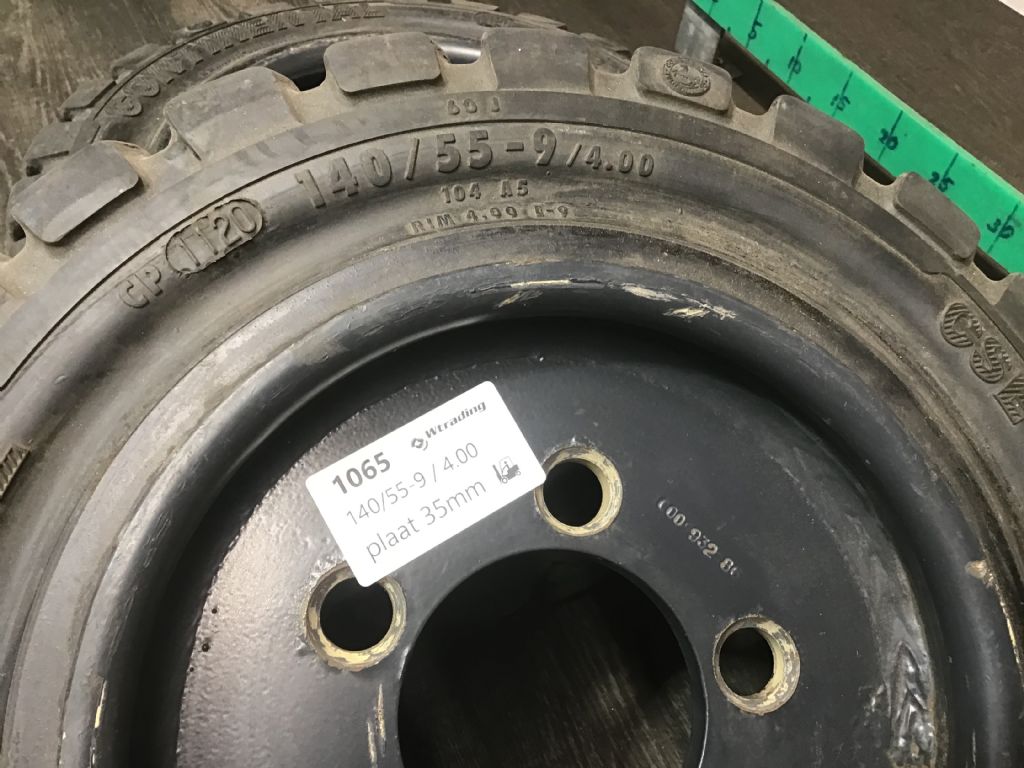 CONTINENTAL
60 J
140/55-9/4.00
104 A5
RIM 4.00 E-9
CP 1120
1065 Wtrading
140/55-9 / 4.00
plaat 35mm
5
10
15
20
25
30